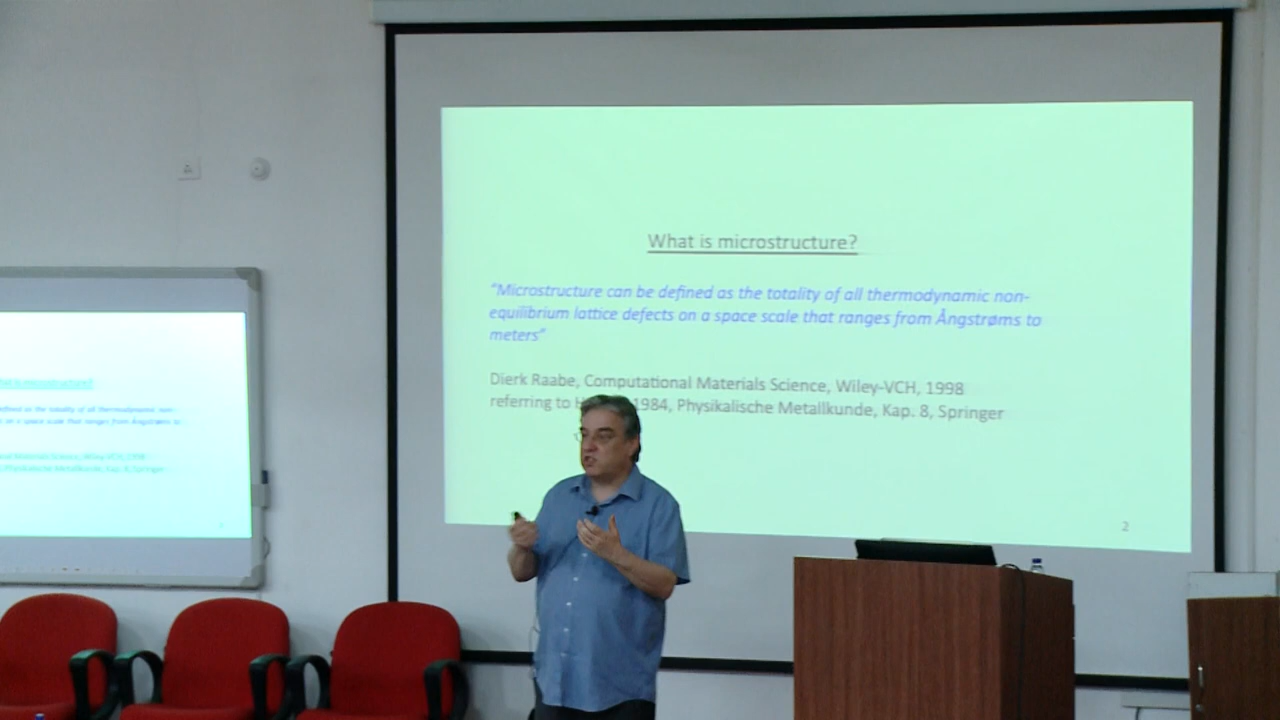 What is microstructure?
"Microstructure can be defined as the totality of all thermodynamic non-
equilibrium lattice defects on a space scale that ranges from Ångstrøms to
meters"
Dierk Raabe, Computational Materials Science, Wiley-VCH, 1998
referring to 1984, Physikalische Metallkunde, Kap. 8, Springer
2